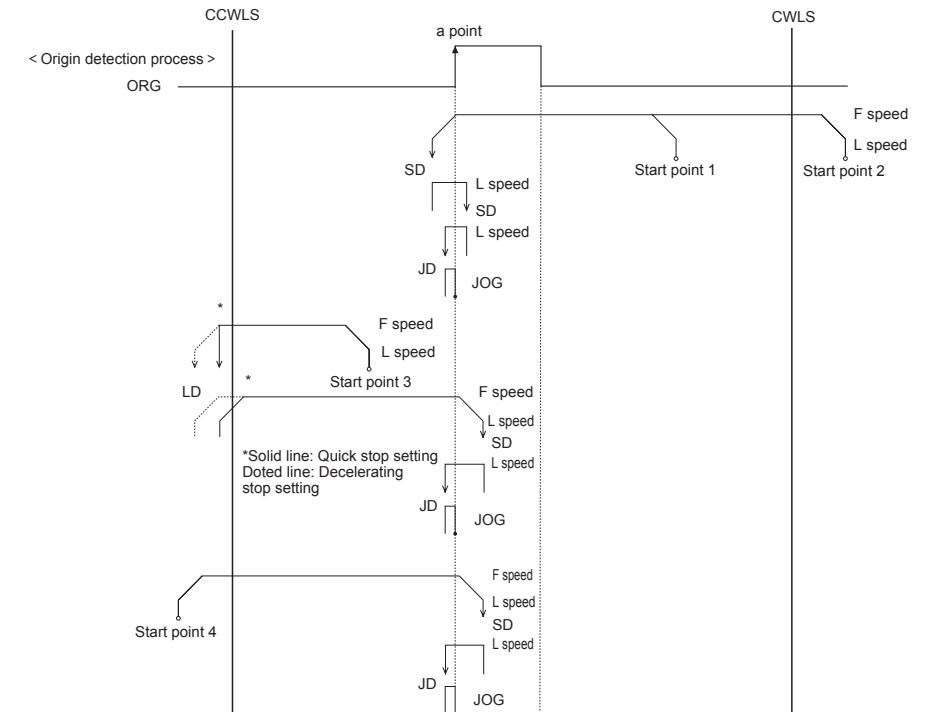 CCWLS
CWLS
a point
< Origin detection process >
ORG
F speed
L speed
SD
Start point 1
Start point 2
L speed
SD
L speed
JD
JOG
*
F speed
L speed
Start point 3
LD
*
F speed
L speed
SD
*Solid line: Quick stop setting
Doted line: Decelerating
stop setting
L speed
JD
JOG
F speed
L speed
SD
Start point 4
L speed
JD
JOG